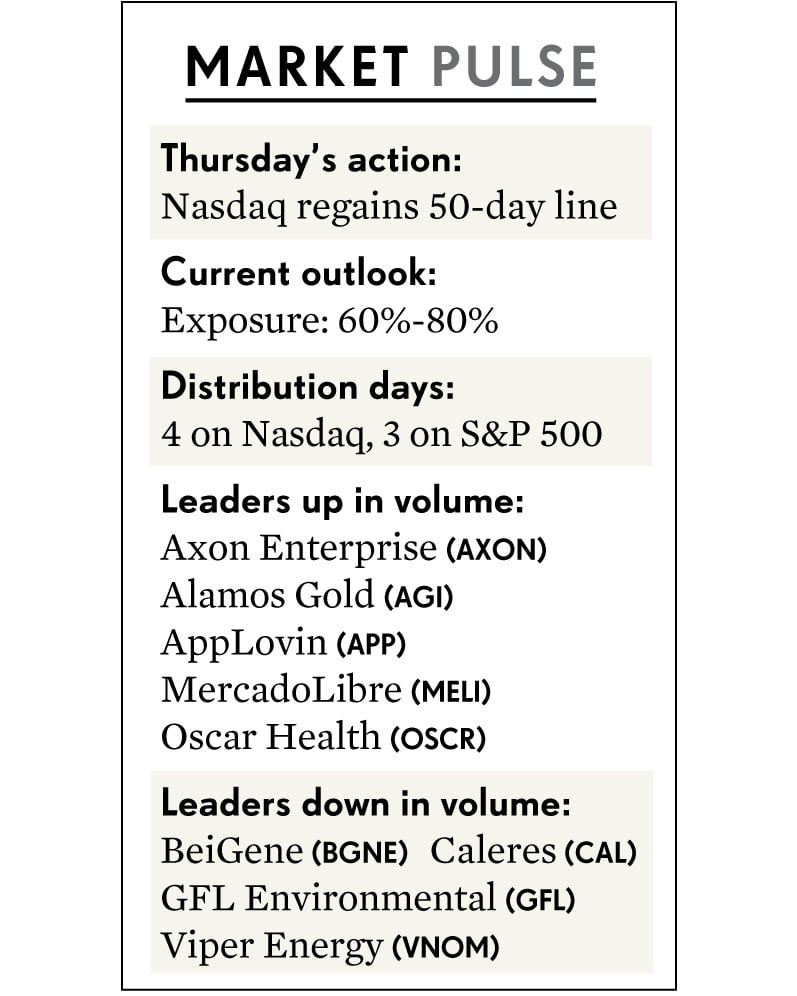 MARKET PULSE
Thursday’s action:
Nasdaq regains 50-day line
Current outlook:
Exposure: 60%-80%
Distribution days:
4 on Nasdaq, 3 on S&P 500
Leaders up in volume:
Axon Enterprise (AXON)
Alamos Gold (AGI)
AppLovin (APP)
MercadoLibre (MELI)
Oscar Health (OSCR)
Leaders down in volume:
BeiGene (BGNE) Caleres (CAL)
GFL Environmental (GFL)
Viper Energy (VNOM)